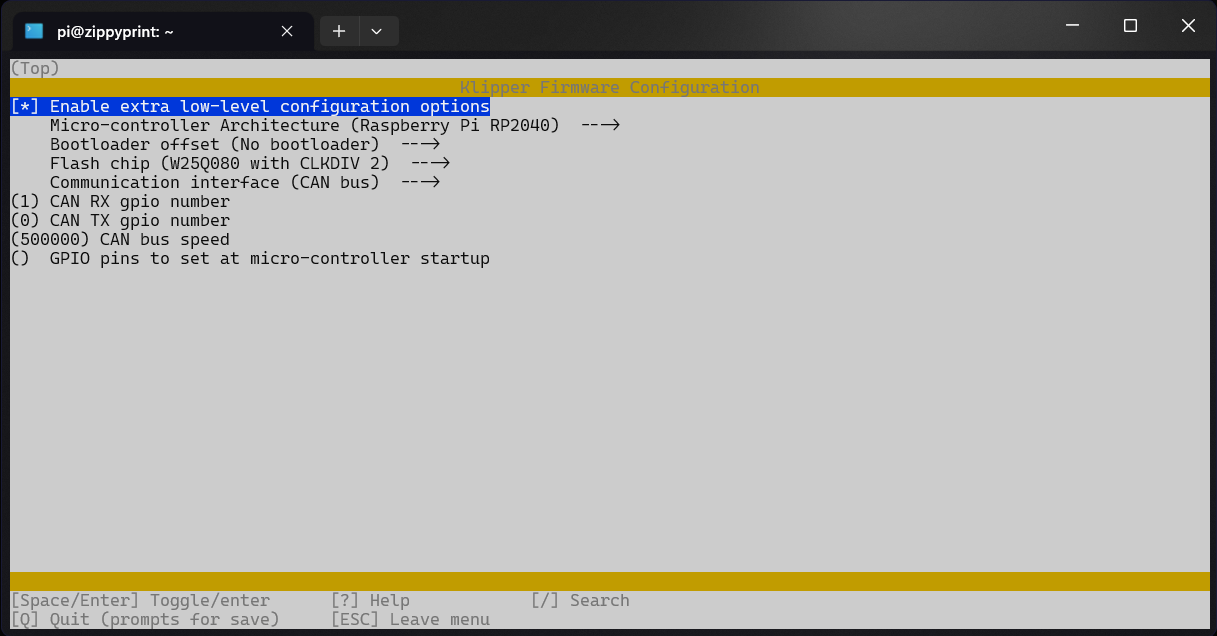 pi@zippyprint: ~
(Top)
Klipper Firmware Configuration
[*] Enable extra low-level configuration options
    Micro-controller Architecture (Raspberry Pi RP2040)  --->
    Bootloader offset (No bootloader)  --->
    Flash chip (W25Q080 with CLKDIV 2)  --->
    Communication interface (CAN bus)  --->
(1) CAN RX gpio number
(0) CAN TX gpio number
(500000) CAN bus speed
()  GPIO pins to set at micro-controller startup
[Space/Enter] Toggle/enter      [?] Help            [/] Search
[Q] Quit (prompts for save)     [ESC] Leave menu